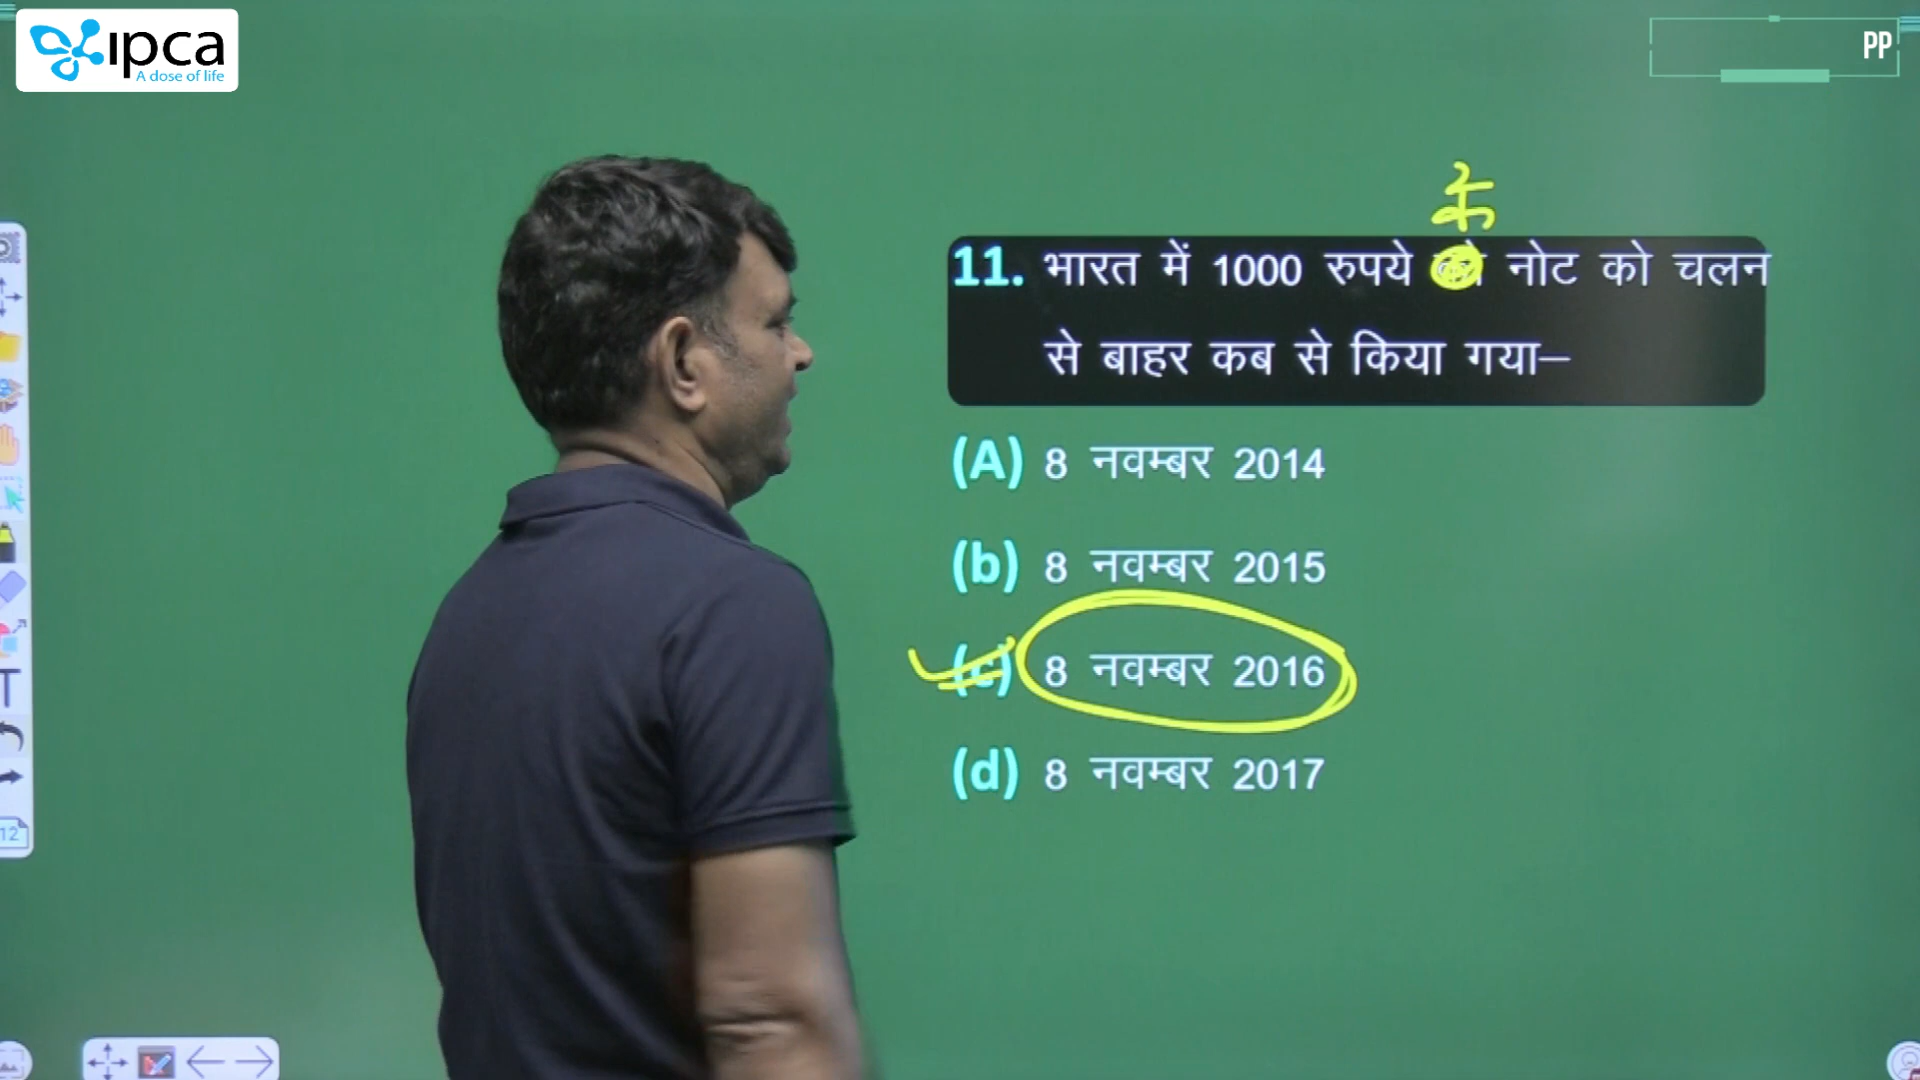 ipca
A dose of life
PP
के
11. भारत में 1000 रुपये नोट को चलन
से बाहर कब से किया गया–
(A) 8 नवम्बर 2014
(b) 8 नवम्बर 2015
(c) 8 नवम्बर 2016
(d) 8 नवम्बर 2017
T
12